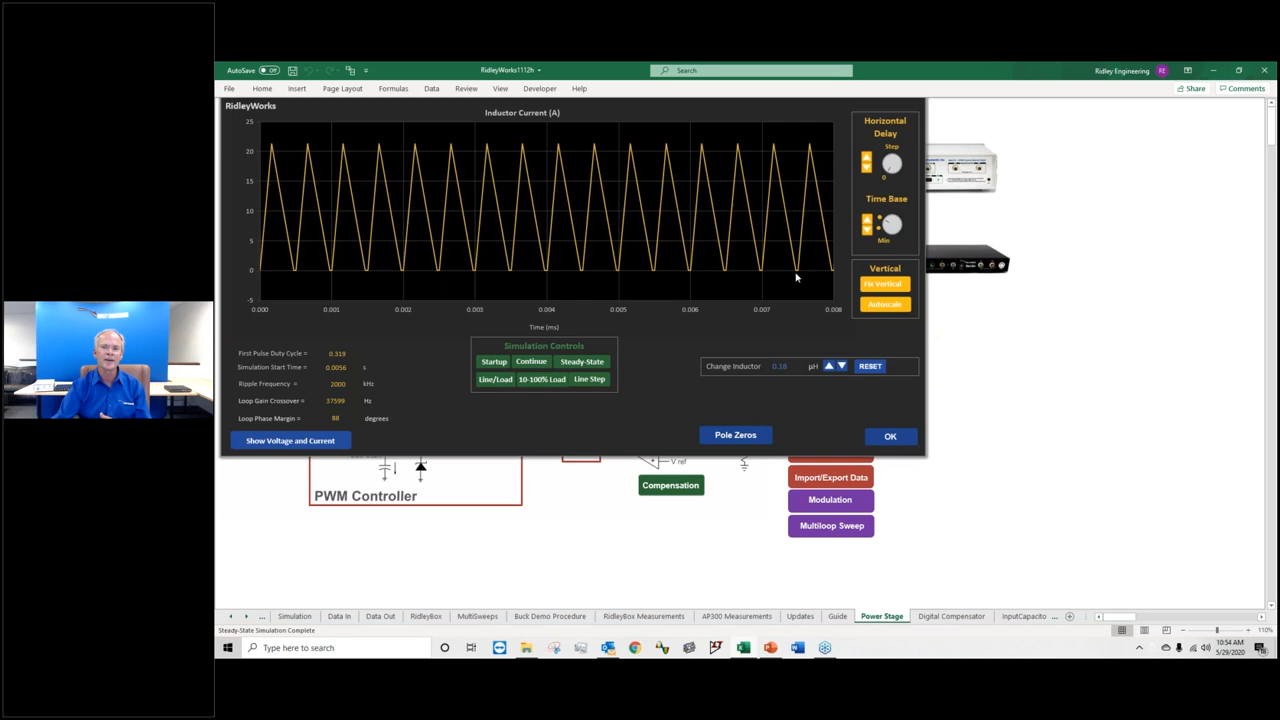 AutoSave Off
RidleyWorks1112h
Search
Ridley Engineering RE
File Home Insert Page Layout Formulas Data Review View Developer Help
Share Comments
RidleyWorks
Inductor Current (A)
25
20
15
10
5
0
-5
0.000 0.001 0.002 0.003 0.004 0.005 0.006 0.007 0.008
Time (ms)
Horizontal
Delay
Step
0
Time Base
Min
Vertical
Fix Vertical
Autoscale
Simulation Controls
Startup Continue Steady-State
Line/Load 10-100% Load Line Step
First Pulse Duty Cycle = 0.319
Simulation Start Time = 0.0056 s
Ripple Frequency = 2000 kHz
Loop Gain Crossover = 37599 Hz
Loop Phase Margin = 88 degrees
Show Voltage and Current
Change Inductor 0.18 µH RESET
Pole Zeros
OK
PWM Controller
V ref
Compensation
Import/Export Data
Modulation
Multiloop Sweep
... Simulation Data In Data Out RidleyBox MultiSweeps Buck Demo Procedure RidleyBox Measurements AP300 Measurements Updates Guide Power Stage Digital Compensator InputCapacito ...
Steady-State Simulation Complete
110%
Type here to search
10:54 AM
5/29/2020